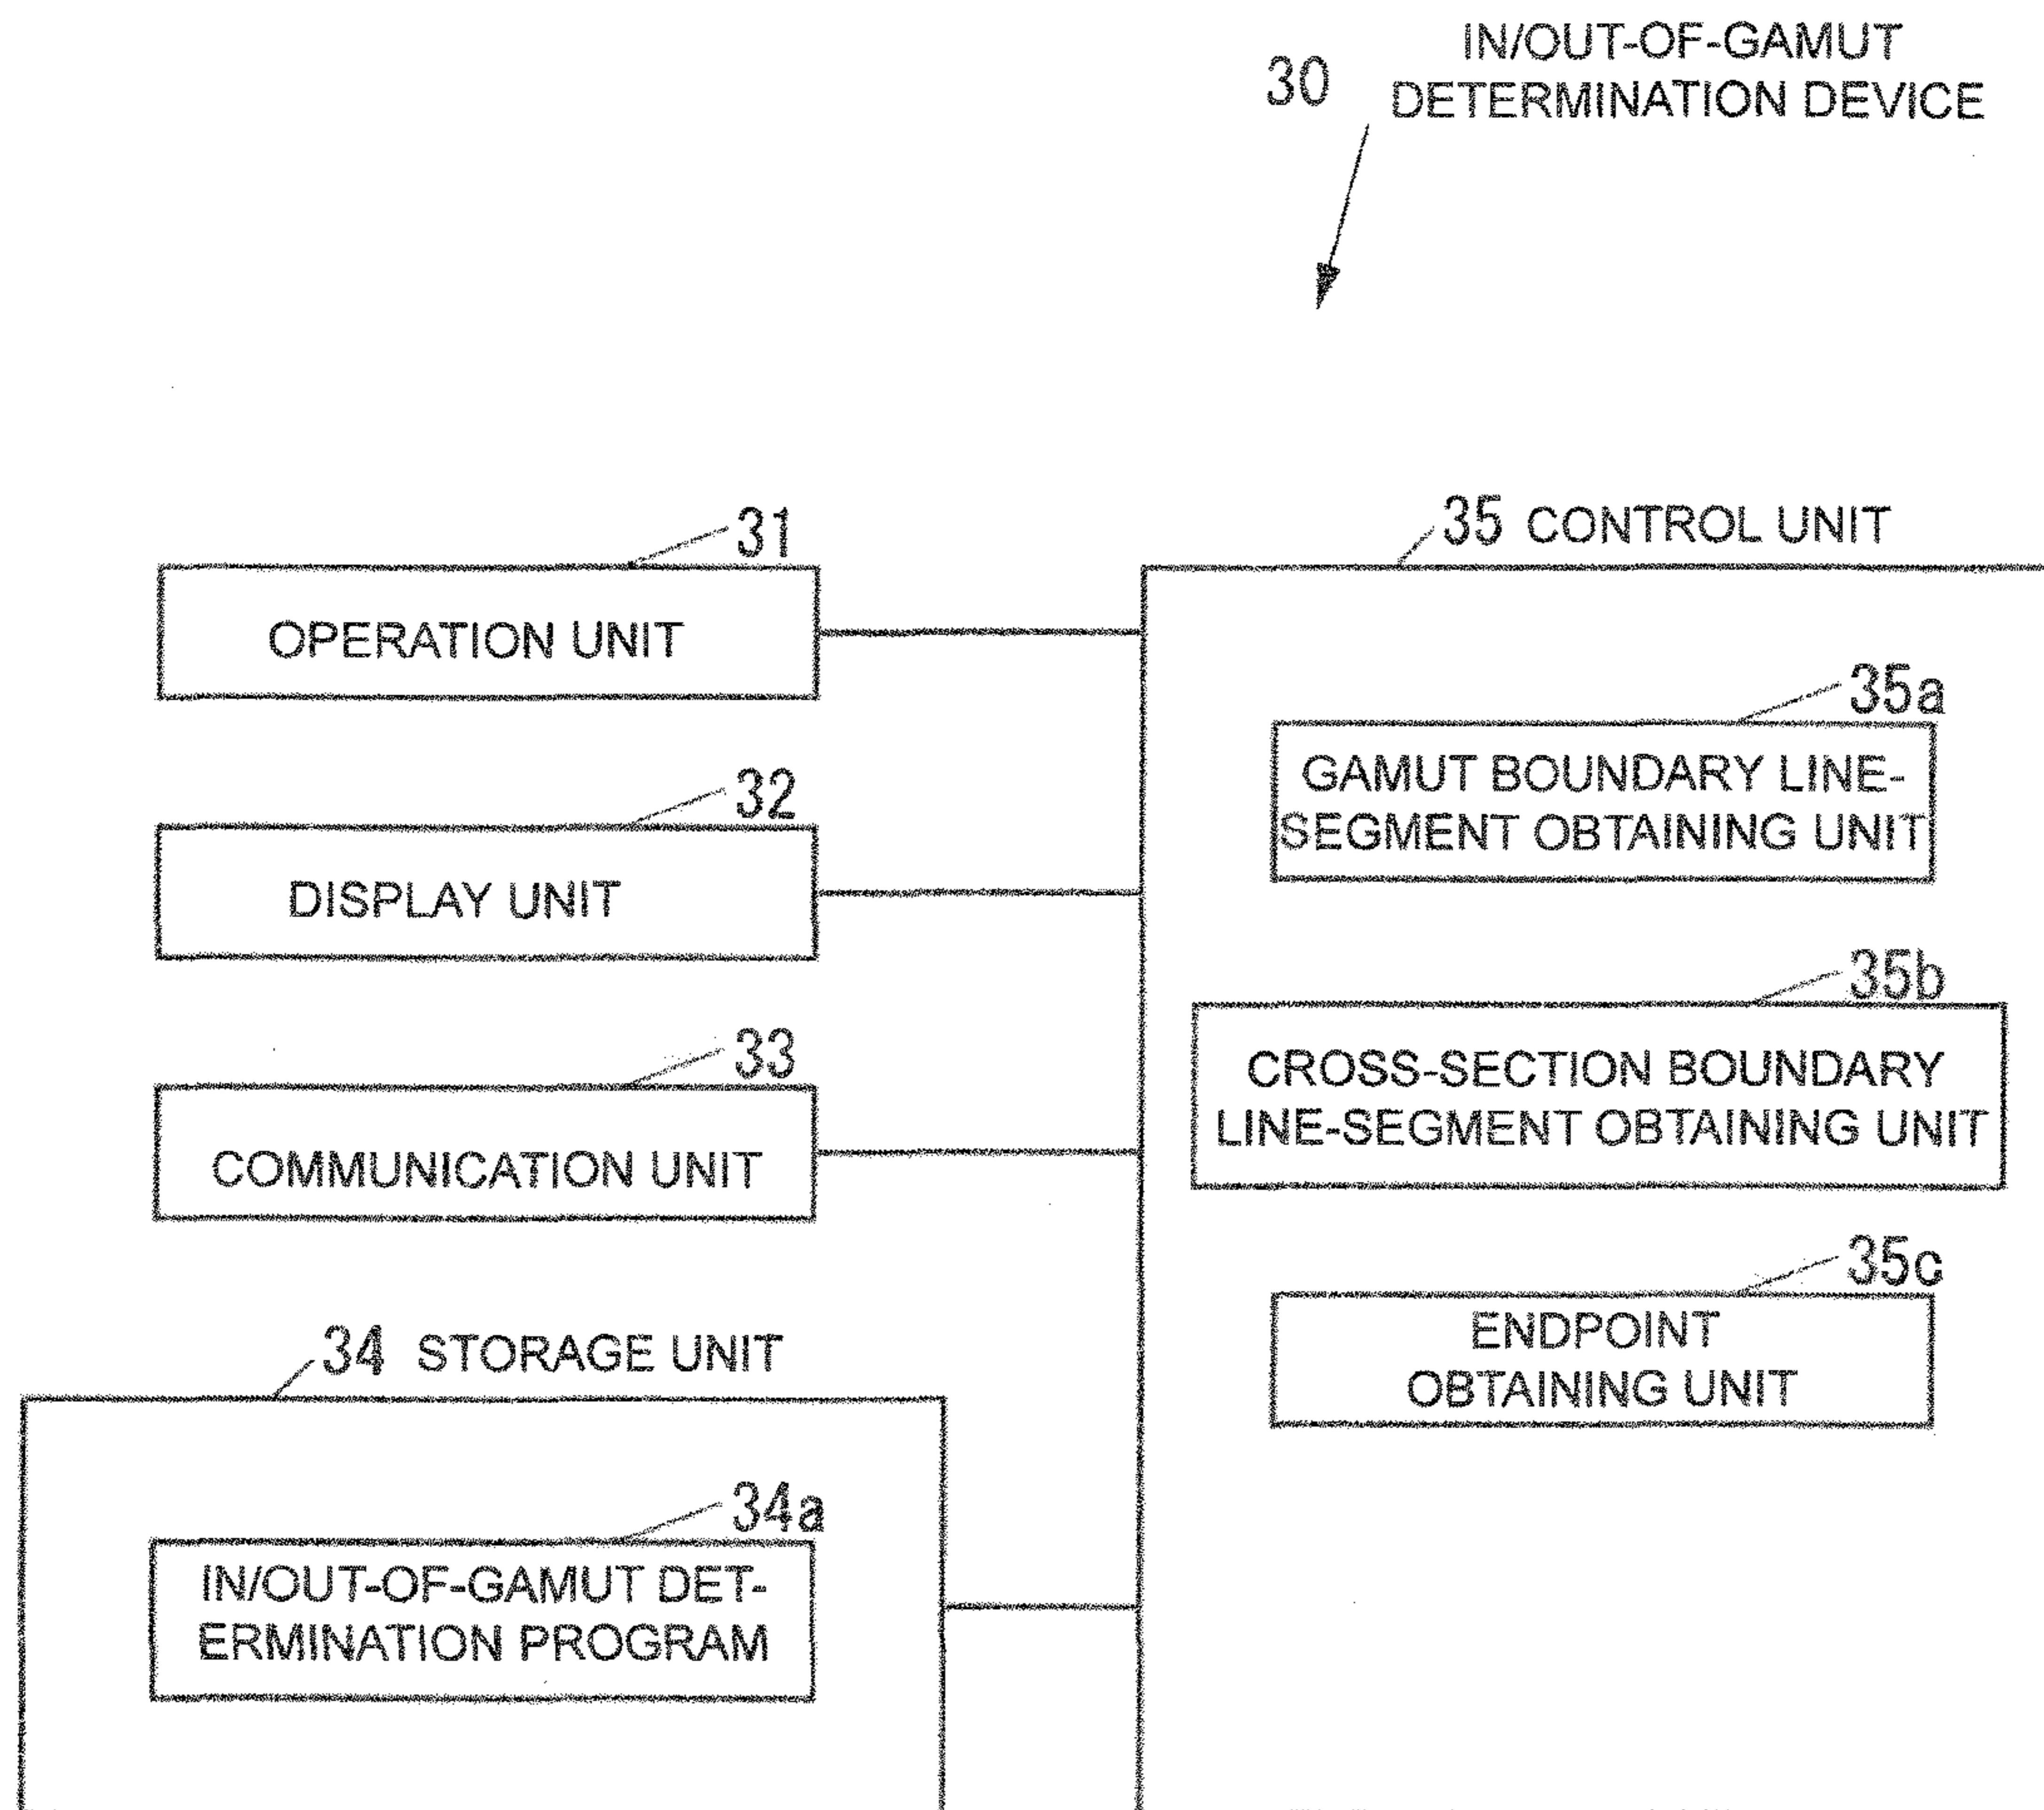 IN/OUT-OF-GAMUT
30 DETERMINATION DEVICE
31
OPERATION UNIT
32
DISPLAY UNIT
33
COMMUNICATION UNIT
34 STORAGE UNIT
34a
IN/OUT-OF-GAMUT DET-
ERMINATION PROGRAM
35 CONTROL UNIT
35a
GAMUT BOUNDARY LINE-
SEGMENT OBTAINING UNIT
35b
CROSS-SECTION BOUNDARY
LINE-SEGMENT OBTAINING UNIT
35c
ENDPOINT
OBTAINING UNIT